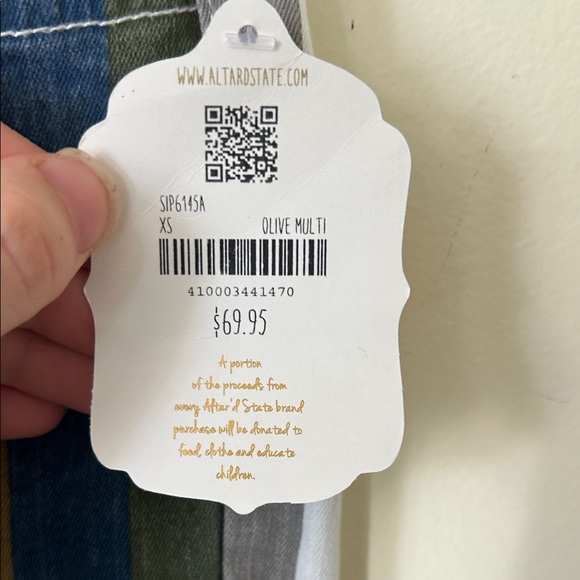 WWW.ALTARDSTATE.COM
SIP6145A
XS OLIVE MULTI
410003441470
$69.95
A portion
of the proceeds from
every Altar'd State brand
purchase will be donated to
food, clothe and educate
children.